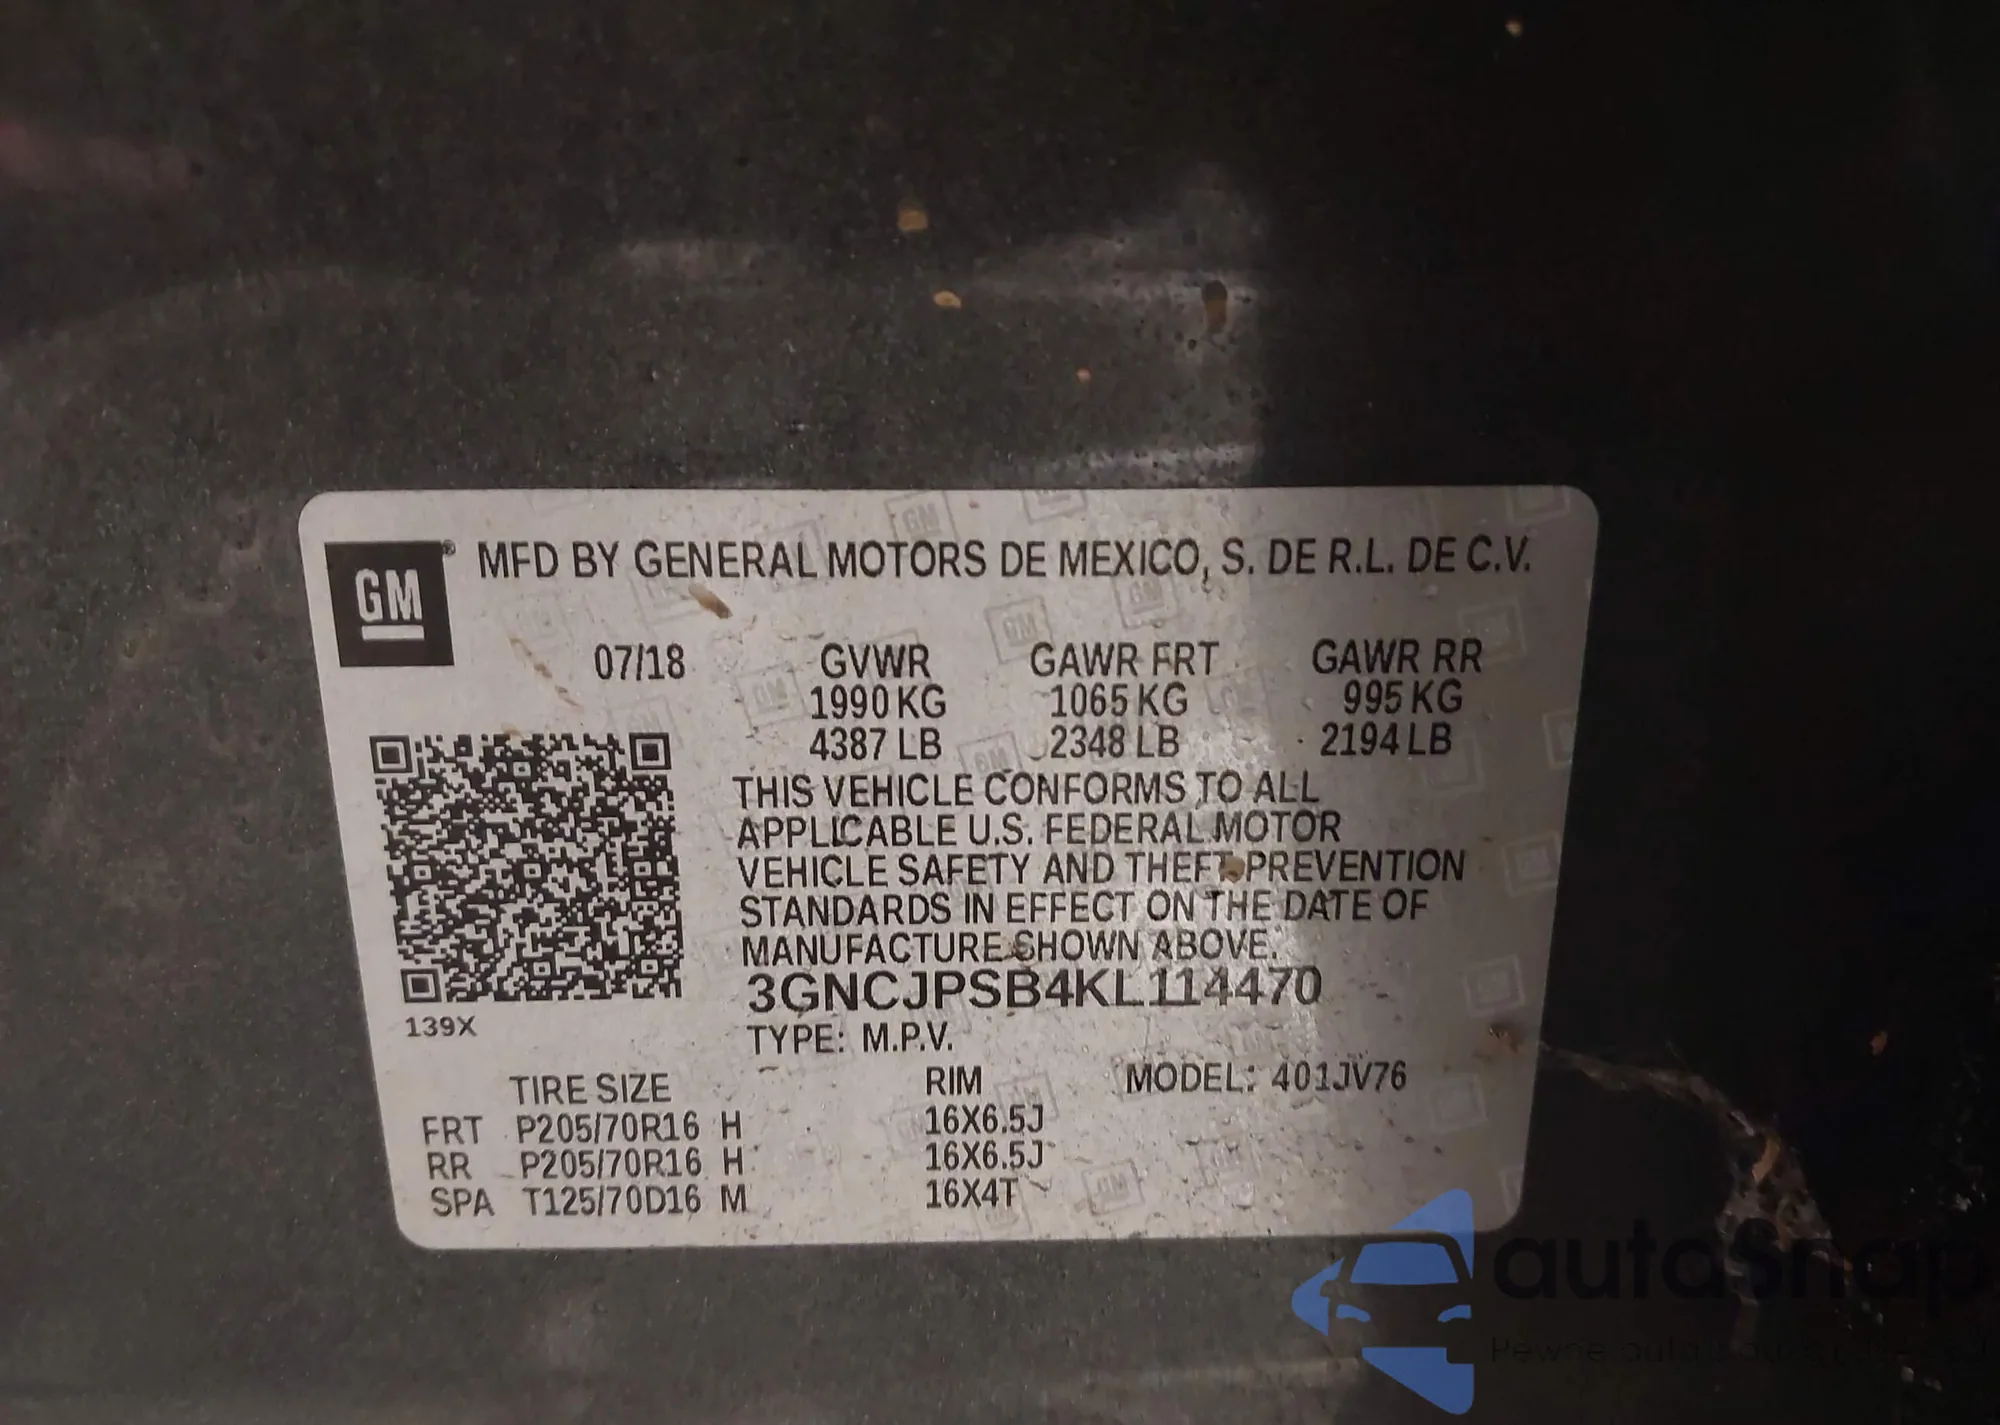 GM ® MFD BY GENERAL MOTORS DE MEXICO, S. DE R.L. DE C.V.
07/18 GVWR GAWR FRT GAWR RR
1990 KG 1065 KG 995 KG
4387 LB 2348 LB 2194 LB
THIS VEHICLE CONFORMS TO ALL
APPLICABLE U.S. FEDERAL MOTOR
VEHICLE SAFETY AND THEFT PREVENTION
STANDARDS IN EFFECT ON THE DATE OF
MANUFACTURE SHOWN ABOVE.
3GNCJPSB4KL114470
139X
TYPE: M.P.V.
TIRE SIZE RIM MODEL: 401JV76
FRT P205/70R16 H 16X6.5J
RR P205/70R16 H 16X6.5J
SPA T125/70D16 M 16X4T
autaSnap
Pewne auta